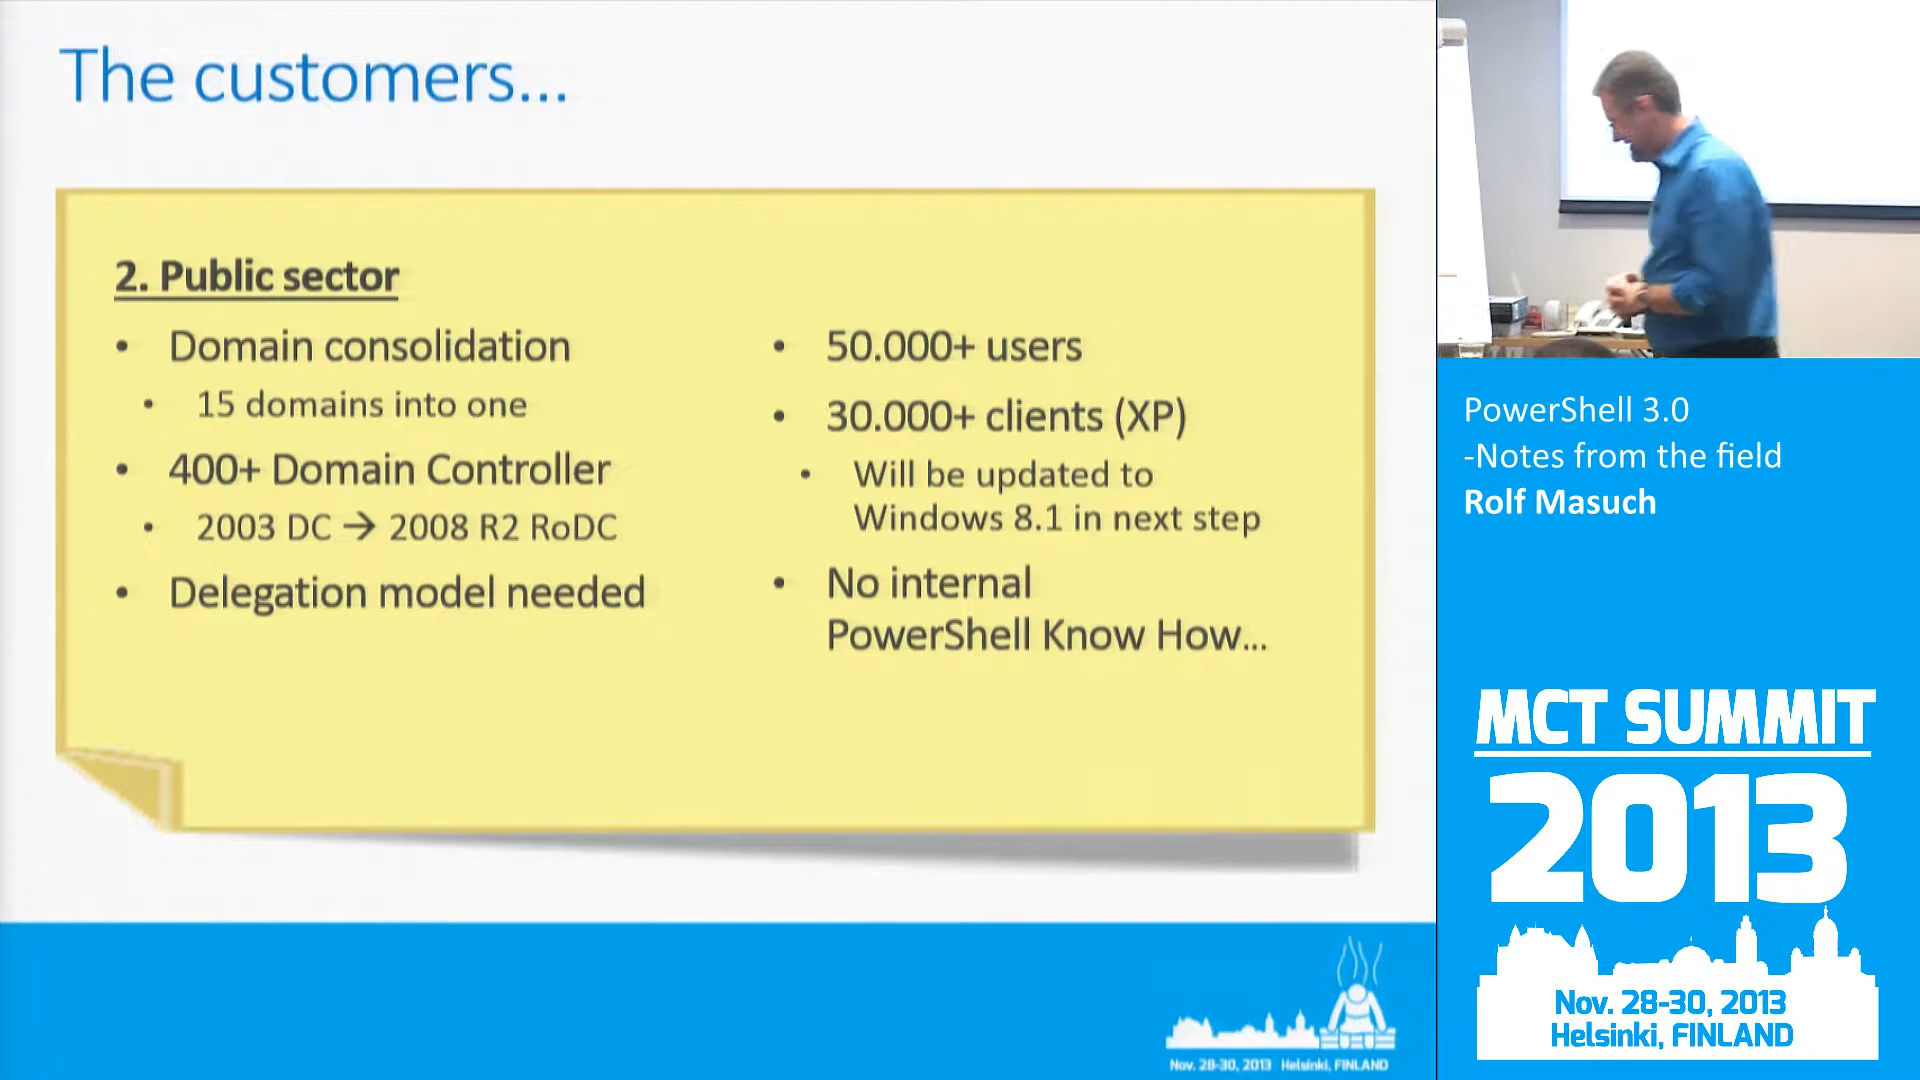 The customers...
2. Public sector
• Domain consolidation
• 15 domains into one
• 400+ Domain Controller
• 2003 DC → 2008 R2 RoDC
• Delegation model needed
• 50.000+ users
• 30.000+ clients (XP)
• Will be updated to
Windows 8.1 in next step
• No internal
PowerShell Know How...
Nov. 28-30, 2013 Helsinki, FINLAND
PowerShell 3.0
-Notes from the field
Rolf Masuch
MCT SUMMIT
2013
Nov. 28-30, 2013
Helsinki, FINLAND